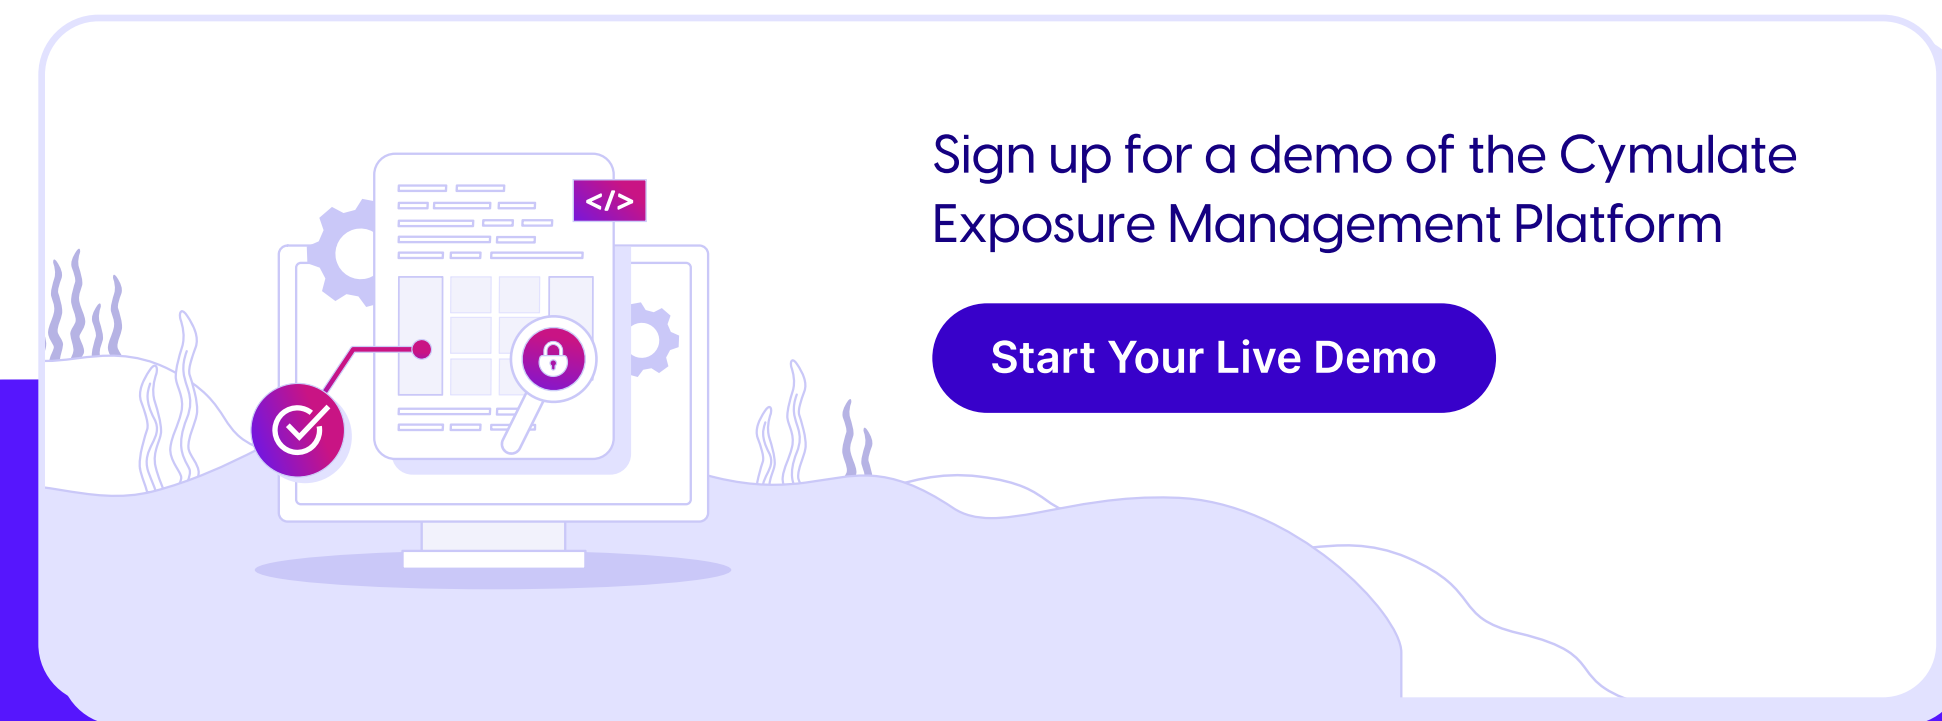 </>
Sign up for a demo of the Cymulate
Exposure Management Platform
Start Your Live Demo